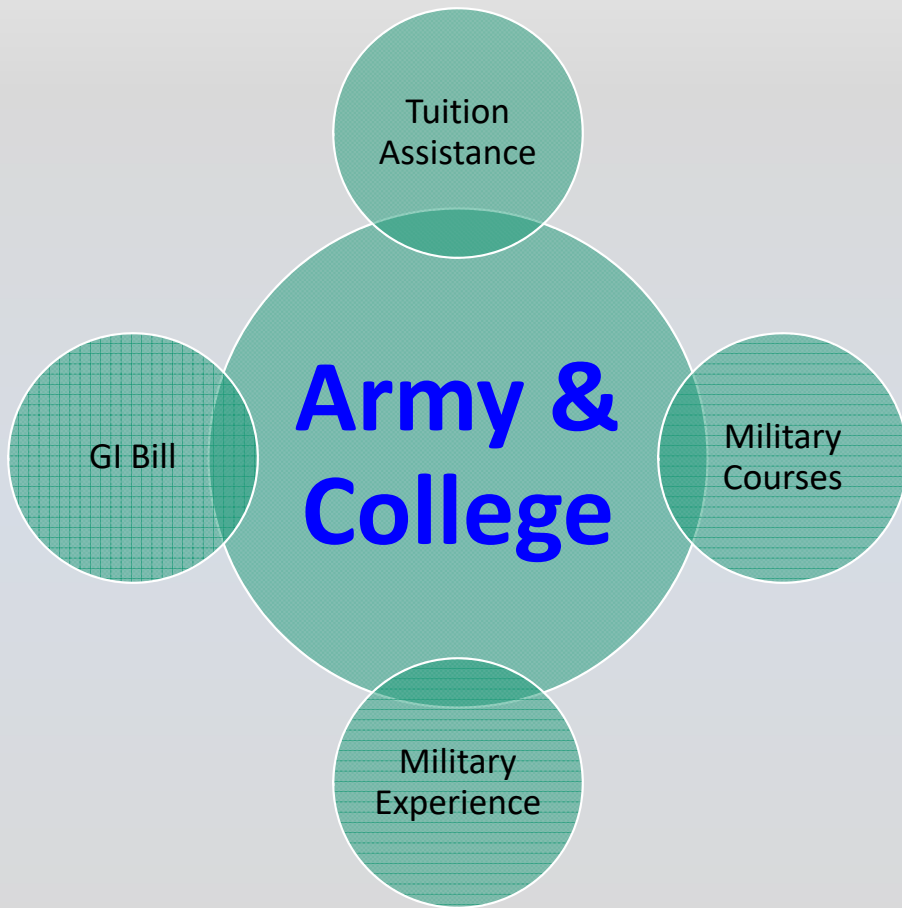 Tuition
Assistance
Army &
College
GI Bill
Military
Courses
Military
Experience